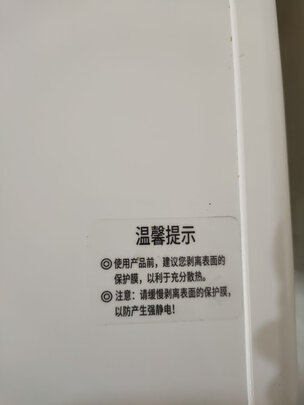 温馨提示
◎使用产品前,建议您剥离表面的
保护膜,以利于充分散热。
◎注意:请缓慢剥离表面的保护膜,
以防产生强静电!